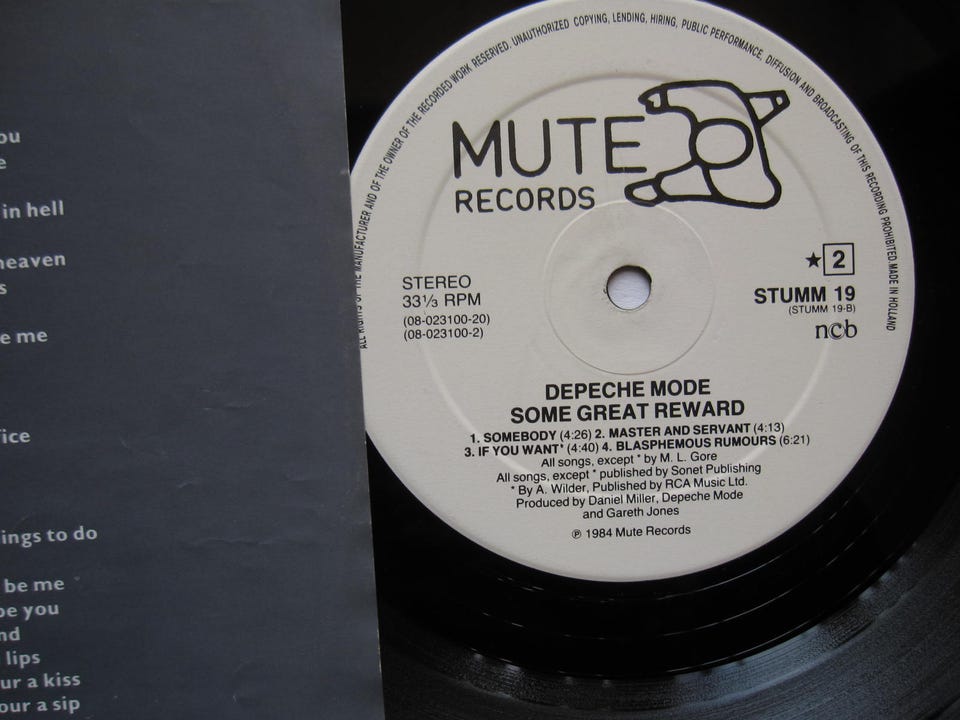 ou
e
in hell
heaven
s
e me
fice
ings to do
be me
be you
nd
lips
ur a kiss
our a sip
ALL RIGHTS OF THE MANUFACTURER AND OF THE OWNER OF THE RECORDED WORK RESERVED. UNAUTHORIZED COPYING, LENDING, HIRING, PUBLIC PERFORMANCE, DIFFUSION AND BROADCASTING OF THIS RECORDING PROHIBITED. MADE IN HOLLAND
MUTE
RECORDS
STEREO
33⅓ RPM
(08-023100-20)
(08-023100-2)
★ 2
STUMM 19
(STUMM 19-B)
ncb
DEPECHE MODE
SOME GREAT REWARD
1. SOMEBODY (4:26) 2. MASTER AND SERVANT (4:13)
3. IF YOU WANT* (4:40) 4. BLASPHEMOUS RUMOURS (6:21)
All songs, except * by M. L. Gore
All songs, except * published by Sonet Publishing
* By A. Wilder, Published by RCA Music Ltd.
Produced by Daniel Miller, Depeche Mode
and Gareth Jones
℗ 1984 Mute Records